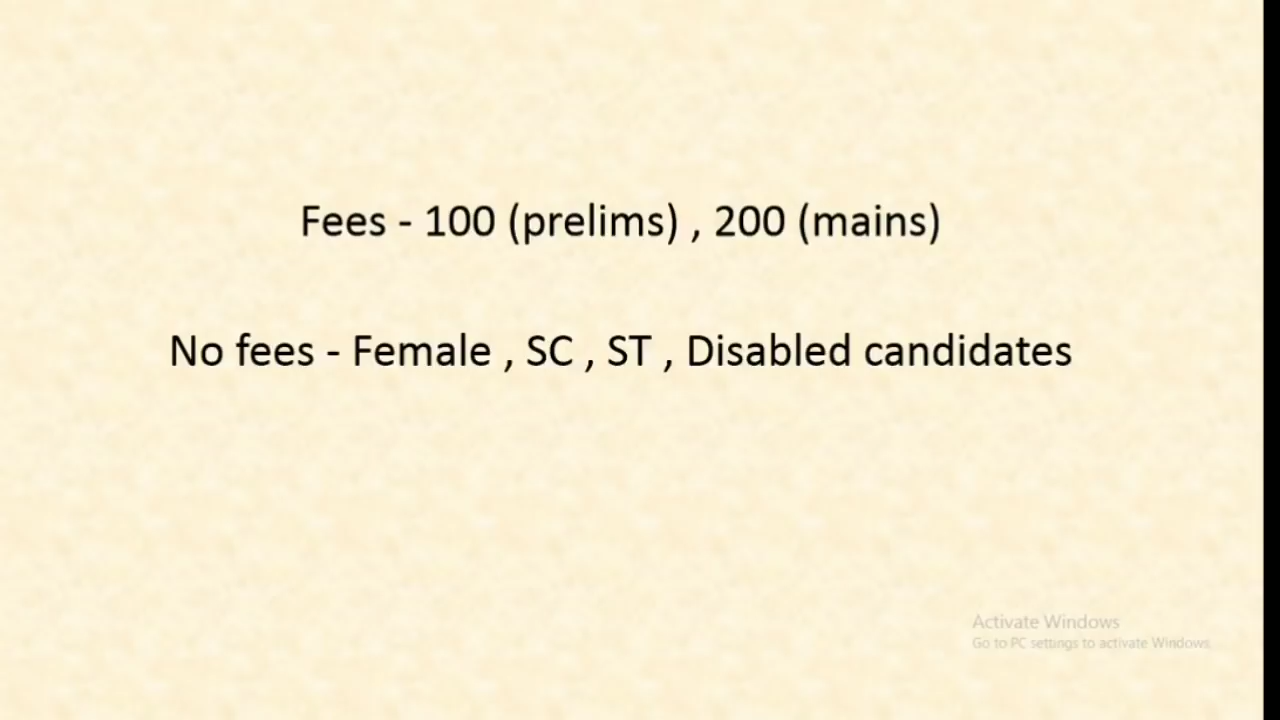 Fees - 100 (prelims) , 200 (mains)
No fees - Female , SC , ST , Disabled candidates
Activate Windows
Go to PC settings to activate Windows